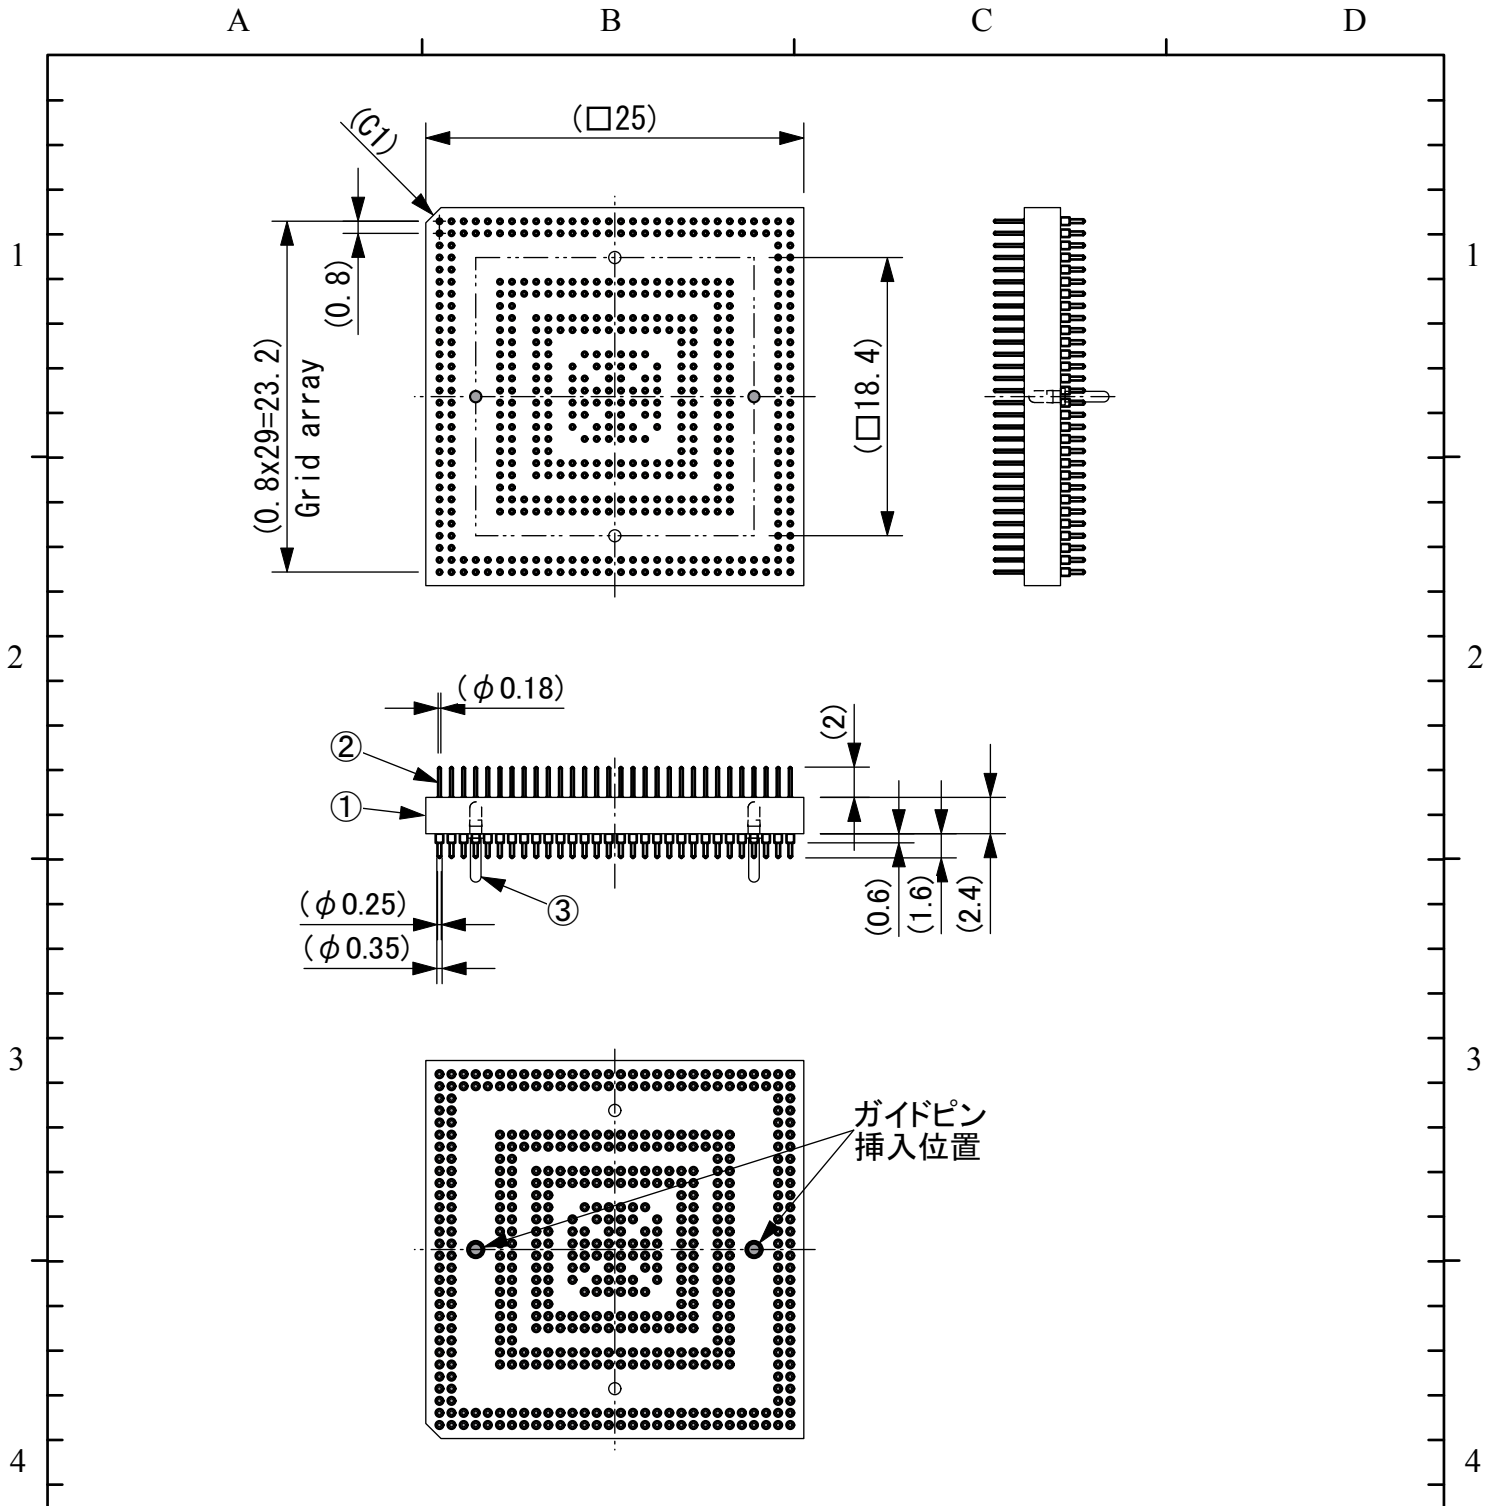 A B C D
(C1)
(□25)
1 1
(0.8)
(0.8x29=23.2)
Grid array
(□18.4)
2 2
(φ0.18)
(2)
②
①
③
(φ0.25)
(φ0.35)
(0.6)
(1.6)
(2.4)
3 3
ガイドピン
挿入位置
4 4